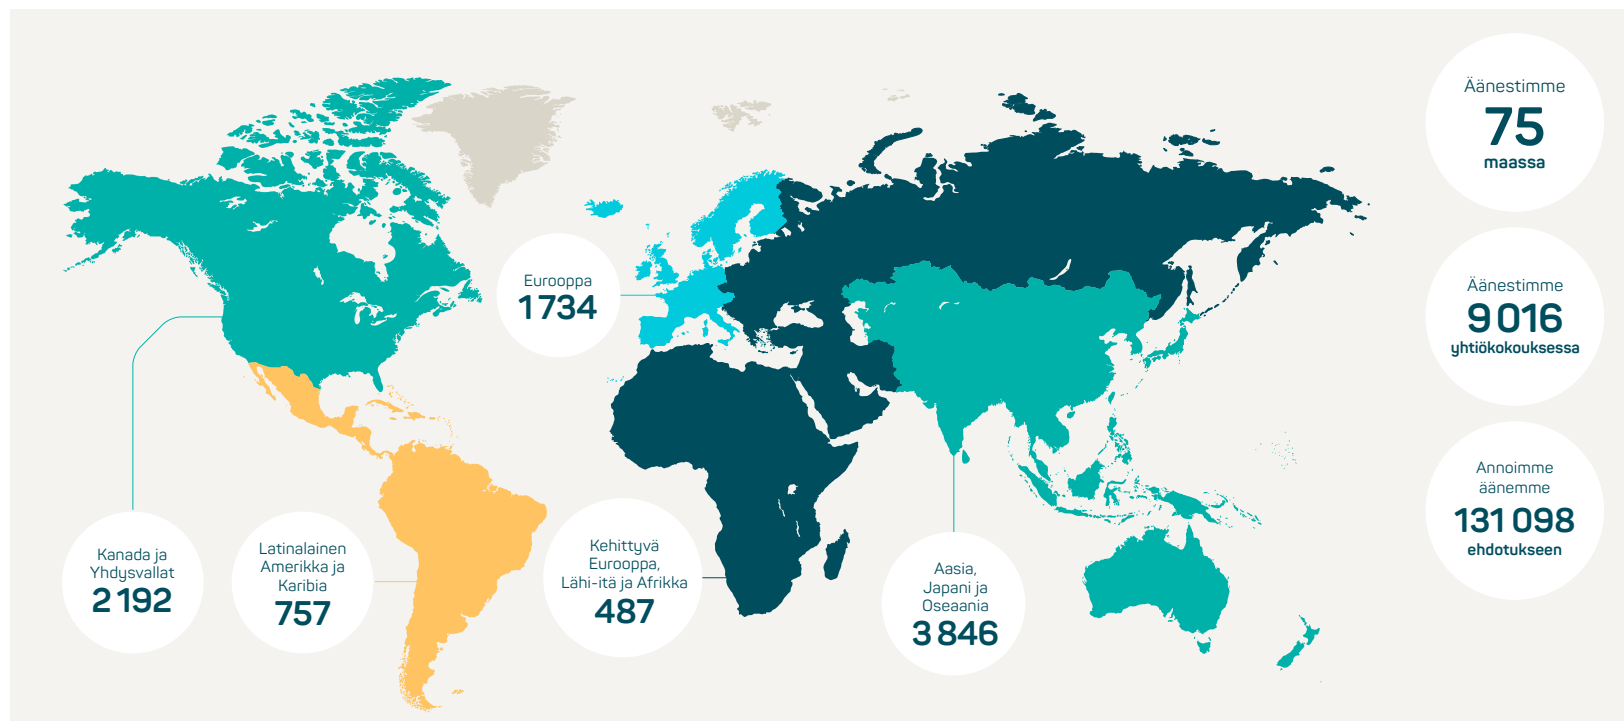 Äänestimme
75
maassa
Eurooppa
1 734
Äänestimme
9 016
yhtiökokouksessa
Kanada ja
Yhdysvallat
2 192
Latinalainen
Amerikka ja
Karibia
757
Kehittyvä
Eurooppa,
Lähi-itä ja Afrikka
487
Aasia,
Japani ja
Oseaania
3 846
Annoimme
äänemme
131 098
ehdotukseen